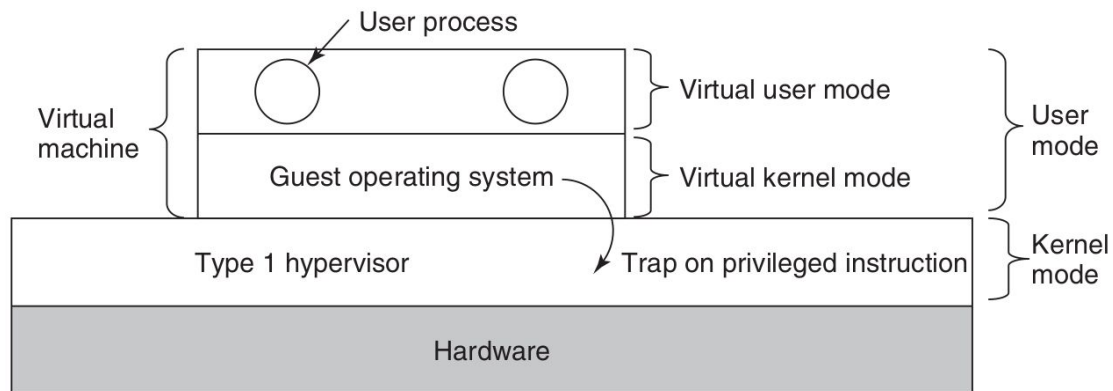 User process
Virtual
machine
Virtual user mode
User
mode
Guest operating system
Virtual kernel mode
Type 1 hypervisor
Trap on privileged instruction
Kernel
mode
Hardware